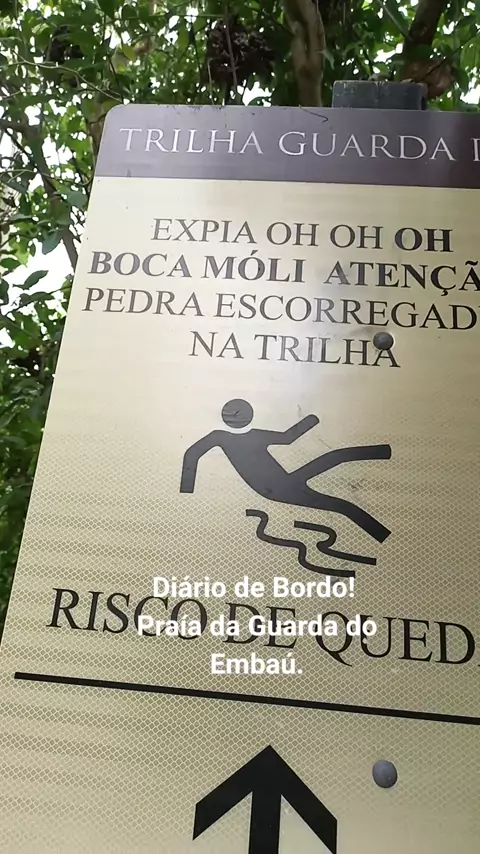 TRILHA GUARDA
EXPIA OH OH OH
BOCA MÓLI ATENÇÃ
PEDRA ESCORREGAD
NA TRILHA
RISCO DE QUED
Diário de Bordo!
Praía da Guarda do
Embaú.